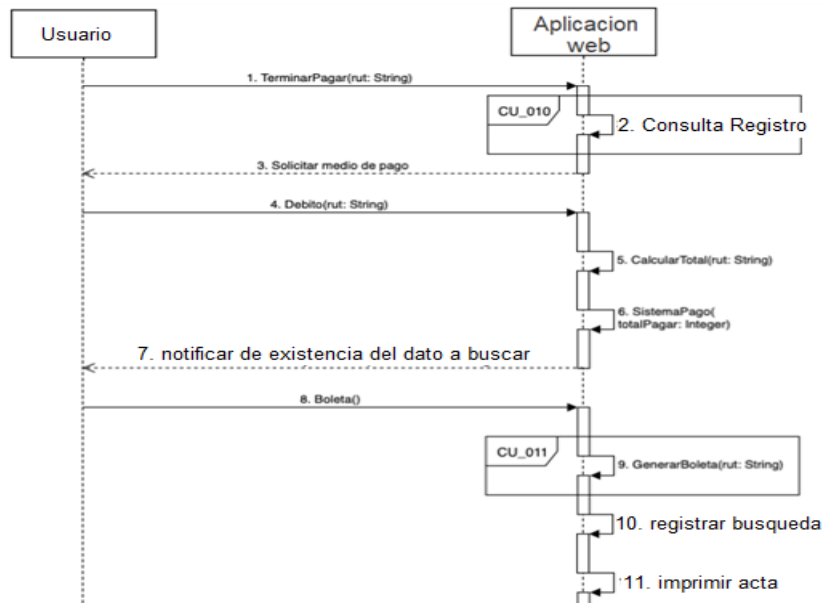 Usuario
Aplicacion
web
1. TerminarPagar(rut: String)
CU_010
2. Consulta Registro
3. Solicitar medio de pago
4. Debito(rut: String)
5. CalcularTotal(rut: String)
6. SistemaPago(
totalPagar: Integer)
7. notificar de existencia del dato a buscar
8. Boleta()
CU_011
9. GenerarBoleta(rut: String)
10. registrar busqueda
11. imprimir acta